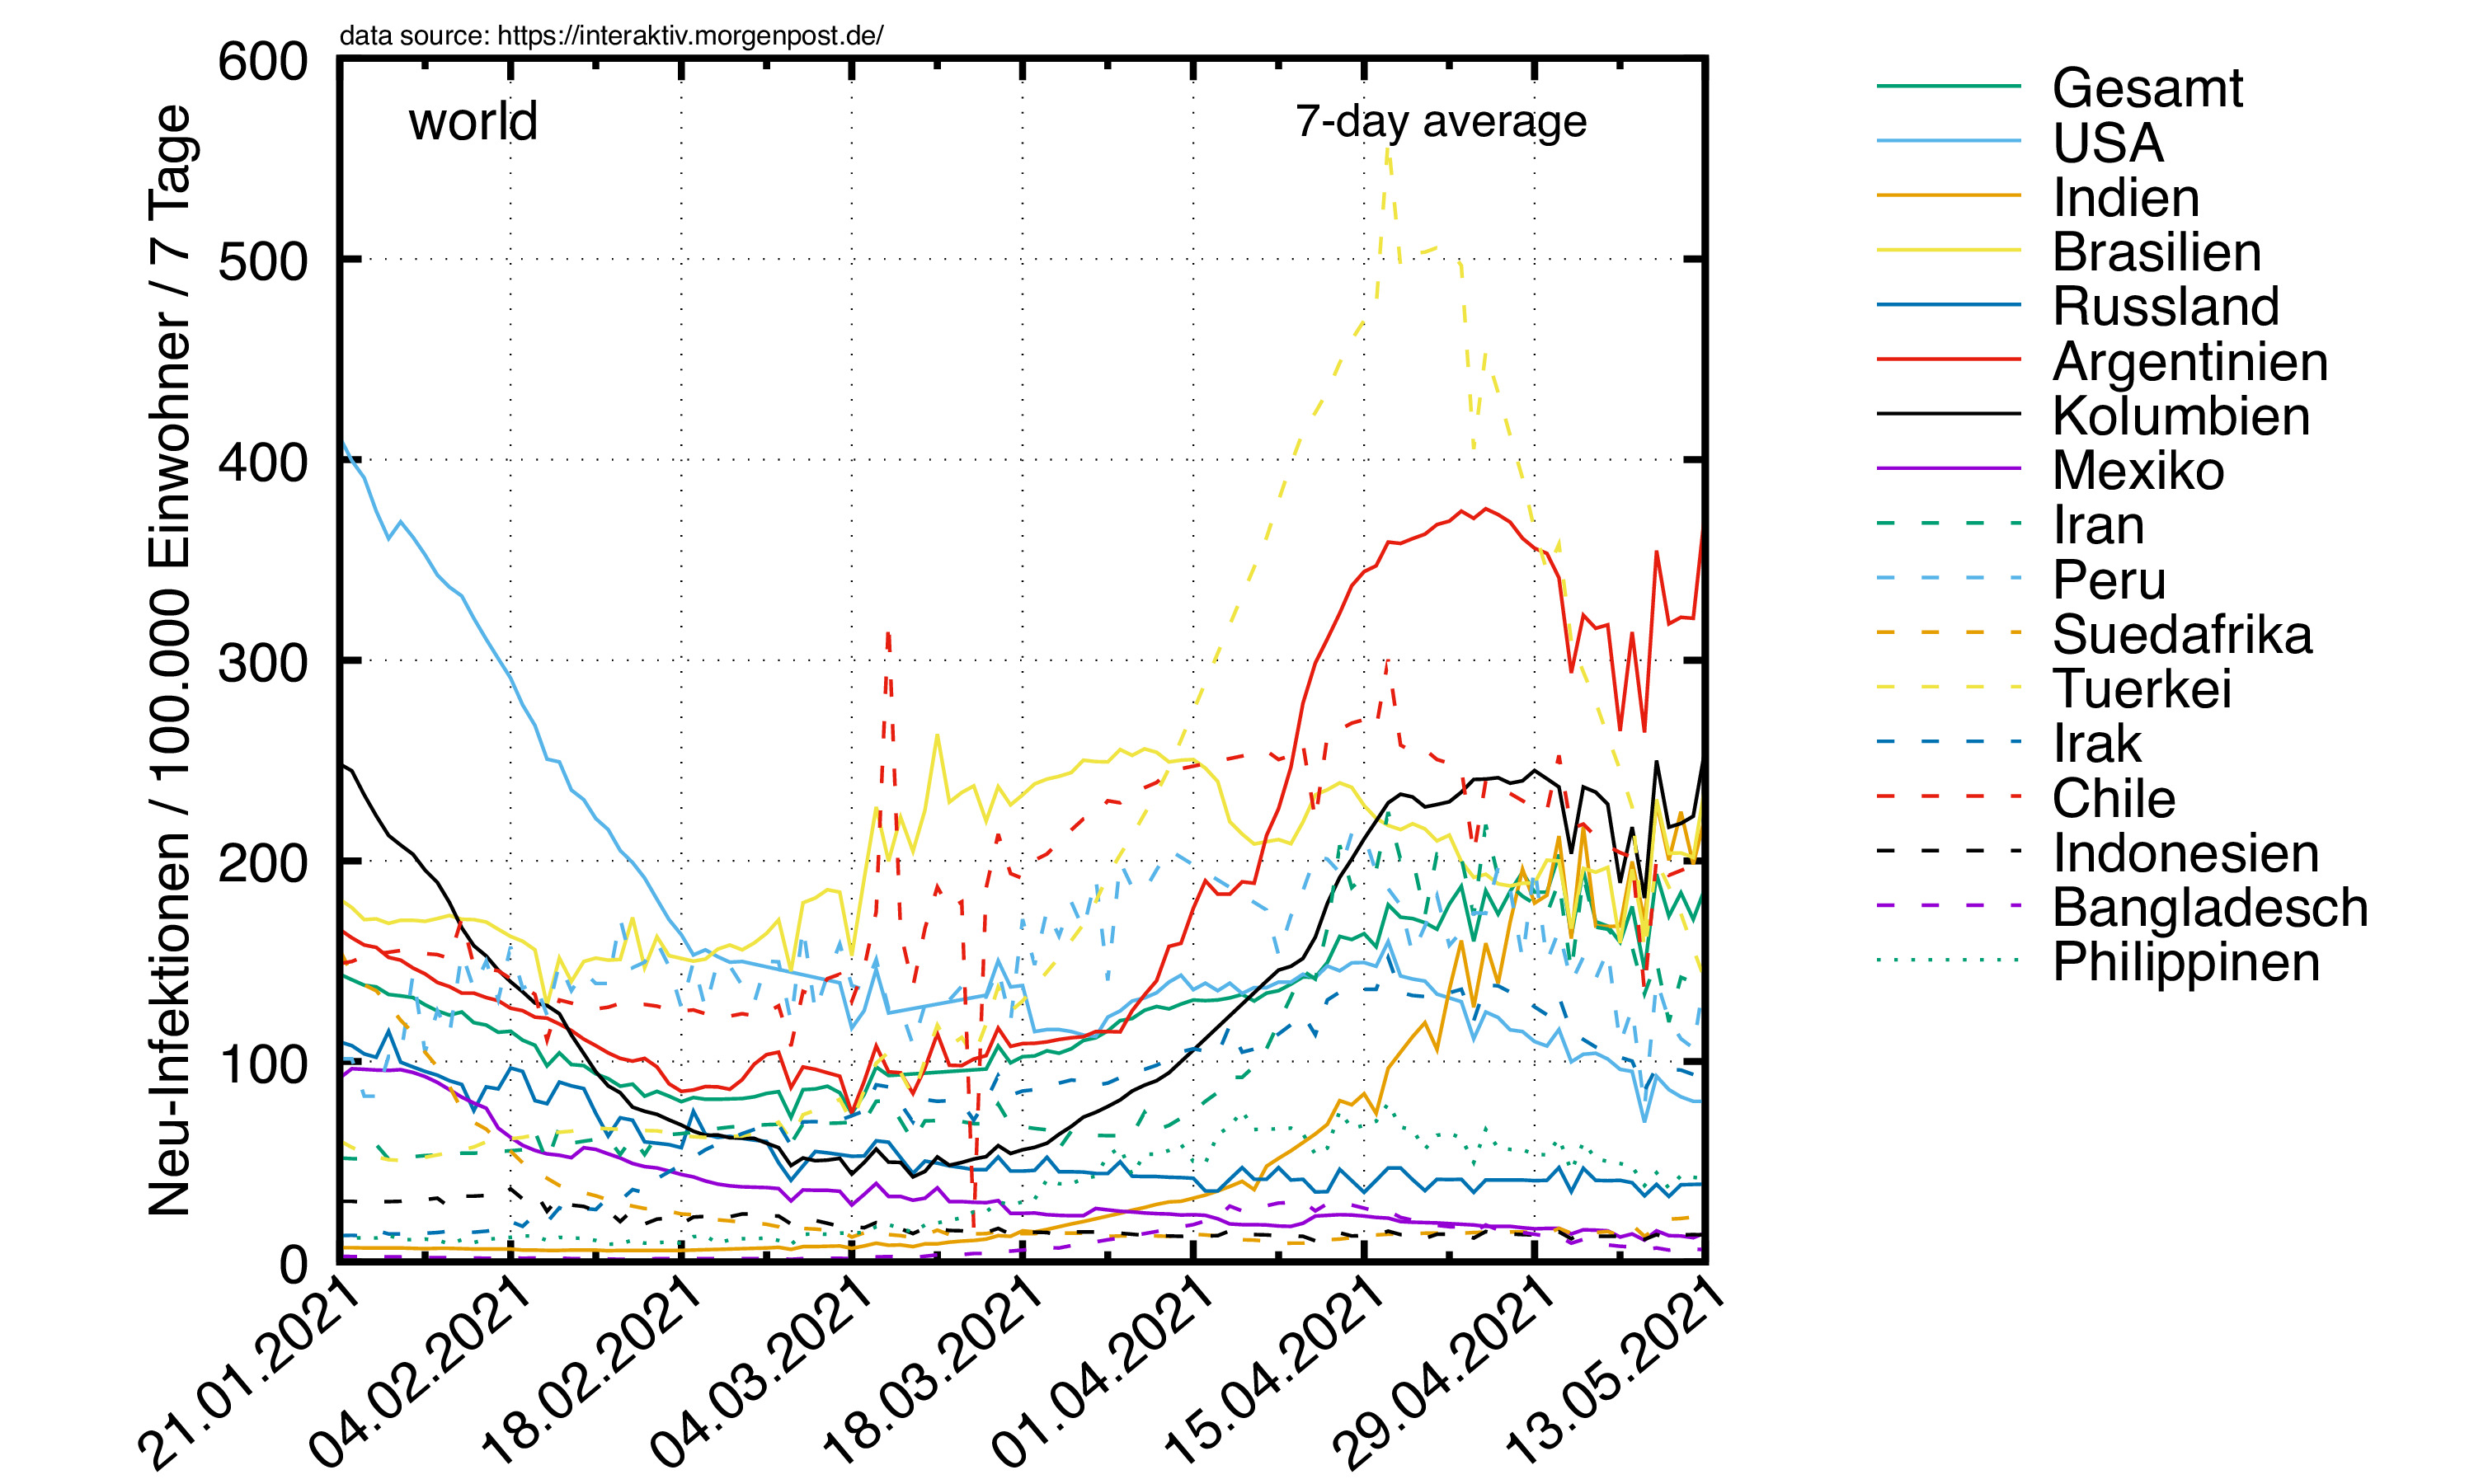 data source: https://interaktiv.morgenpost.de/
world
7-day average
Neu-Infektionen / 100.000 Einwohner / 7 Tage
600
500
400
300
200
100
0
21.01.2021
04.02.2021
18.02.2021
04.03.2021
18.03.2021
01.04.2021
15.04.2021
29.04.2021
13.05.2021
Gesamt
USA
Indien
Brasilien
Russland
Argentinien
Kolumbien
Mexiko
Iran
Peru
Suedafrika
Tuerkei
Irak
Chile
Indonesien
Bangladesch
Philippinen